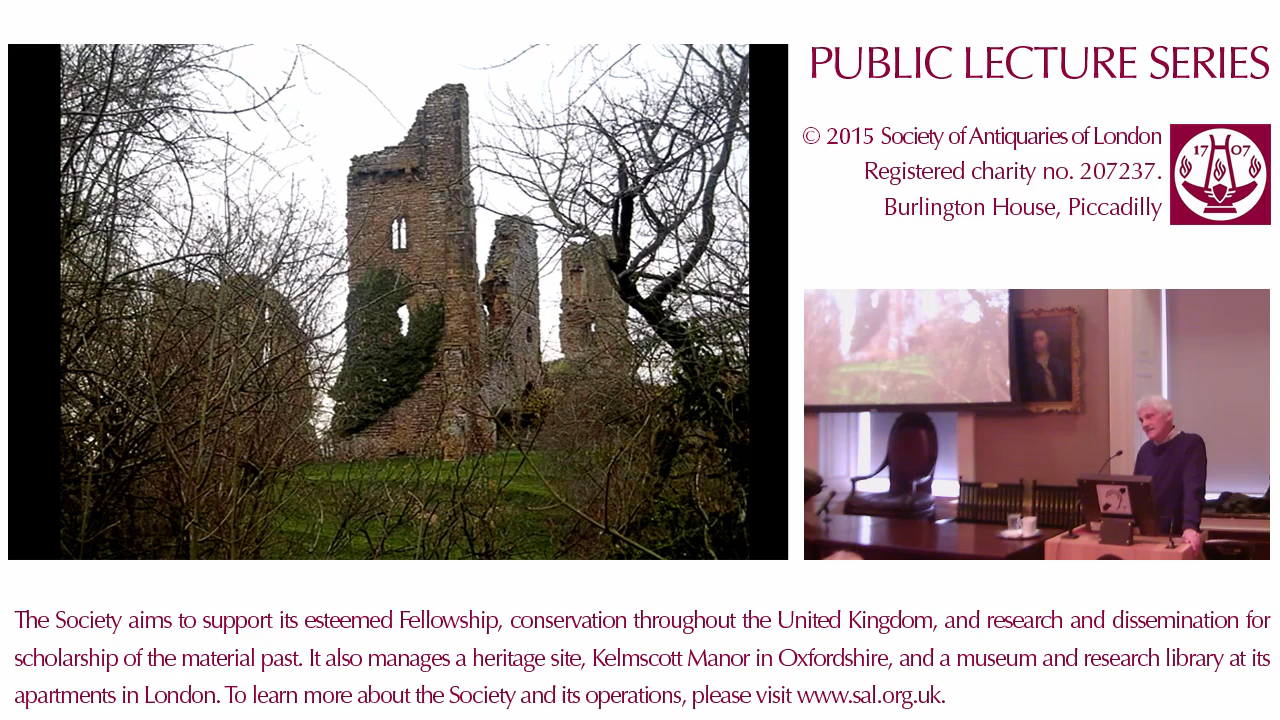 PUBLIC LECTURE SERIES
© 2015 Society of Antiquaries of London
Registered charity no. 207237.
Burlington House, Piccadilly
17 07
The Society aims to support its esteemed Fellowship, conservation throughout the United Kingdom, and research and dissemination for
scholarship of the material past. It also manages a heritage site, Kelmscott Manor in Oxfordshire, and a museum and research library at its
apartments in London. To learn more about the Society and its operations, please visit www.sal.org.uk.